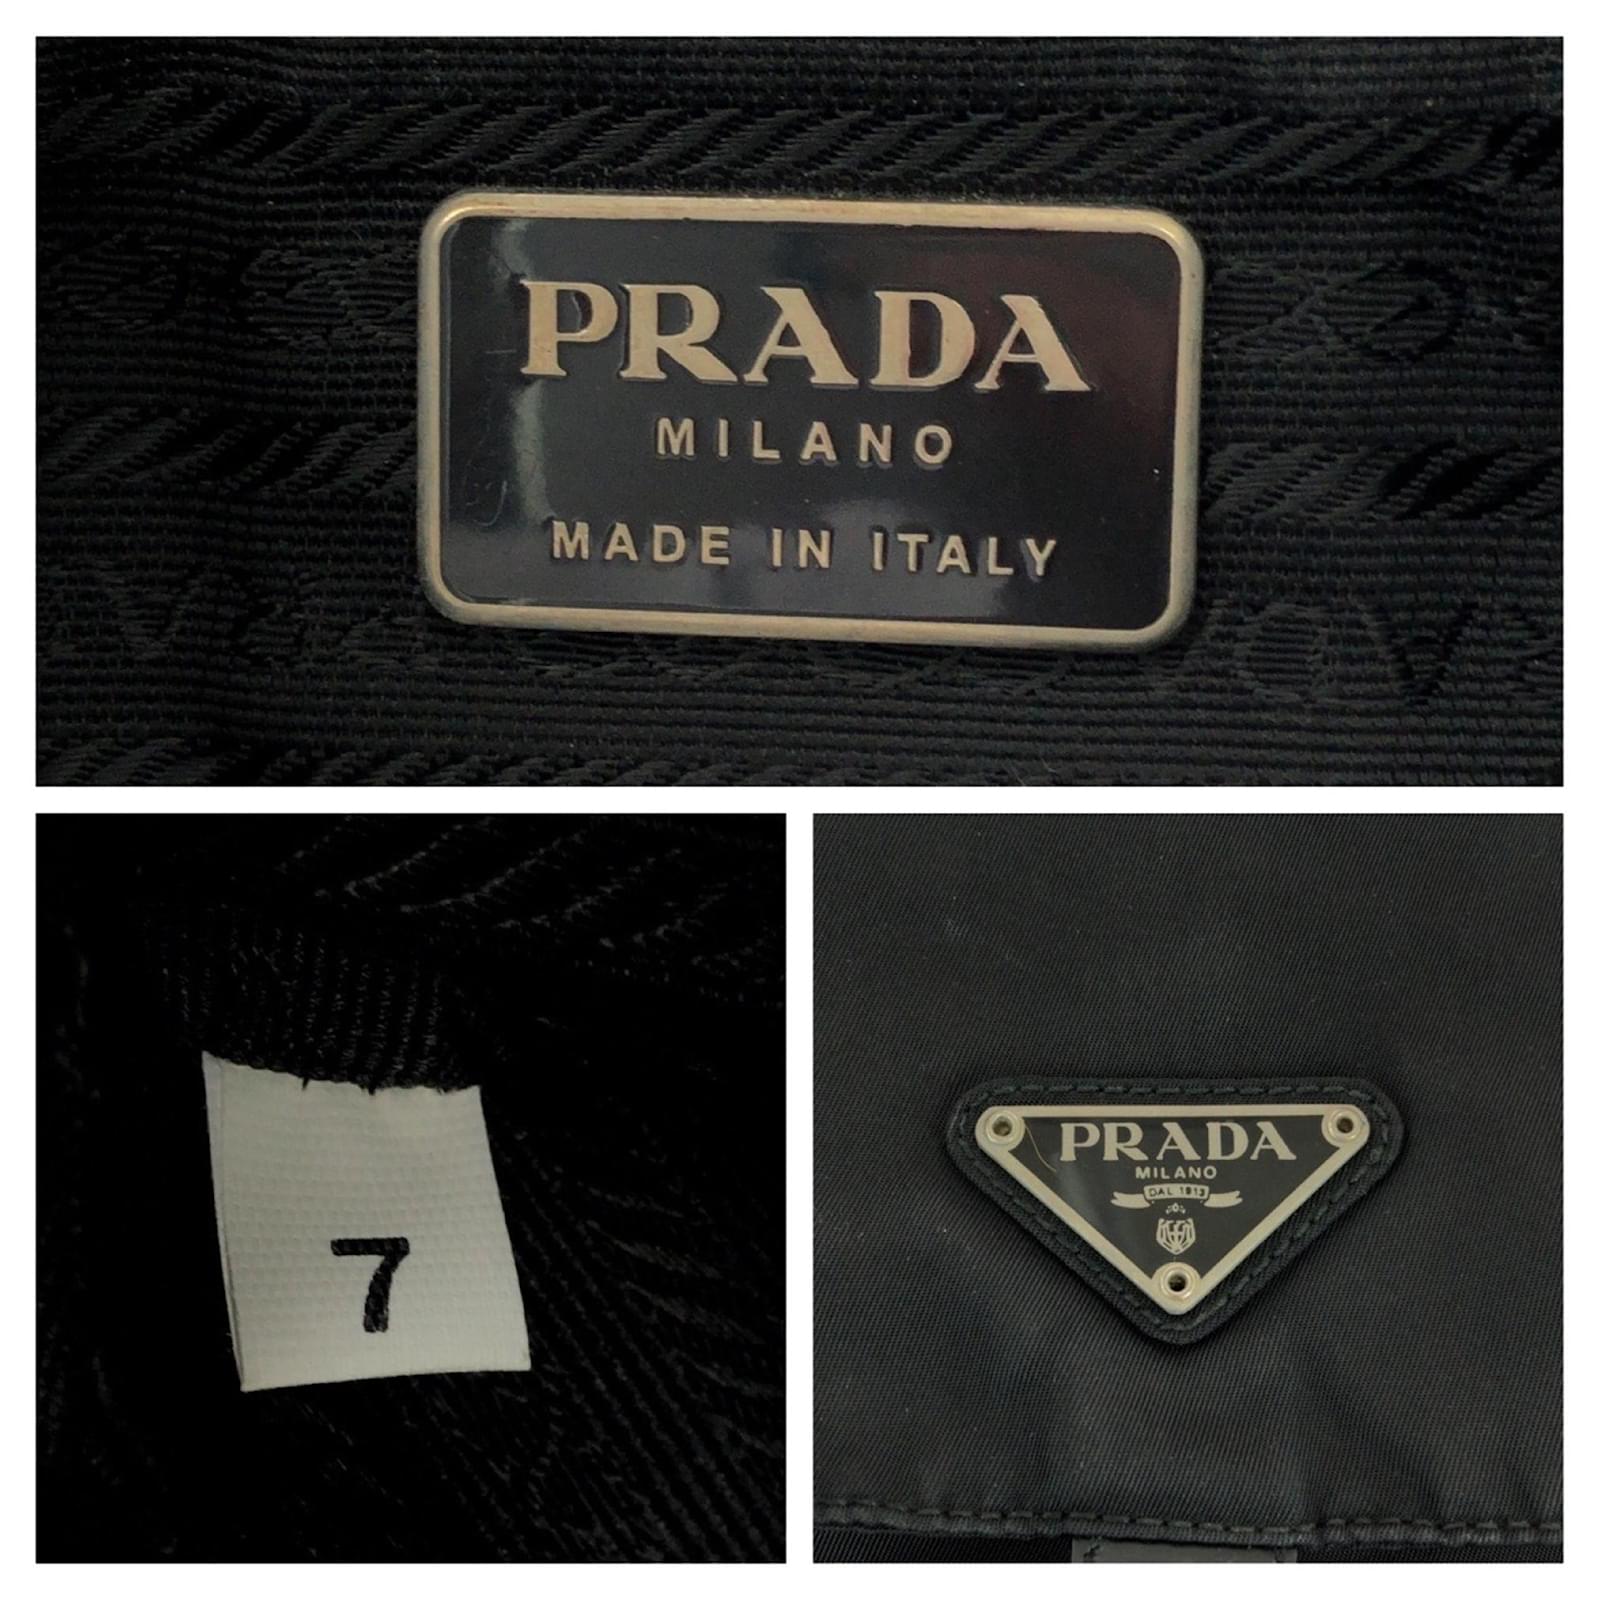 PRADA
MILANO
MADE IN ITALY
7
PRADA
MILANO
DAL 1913